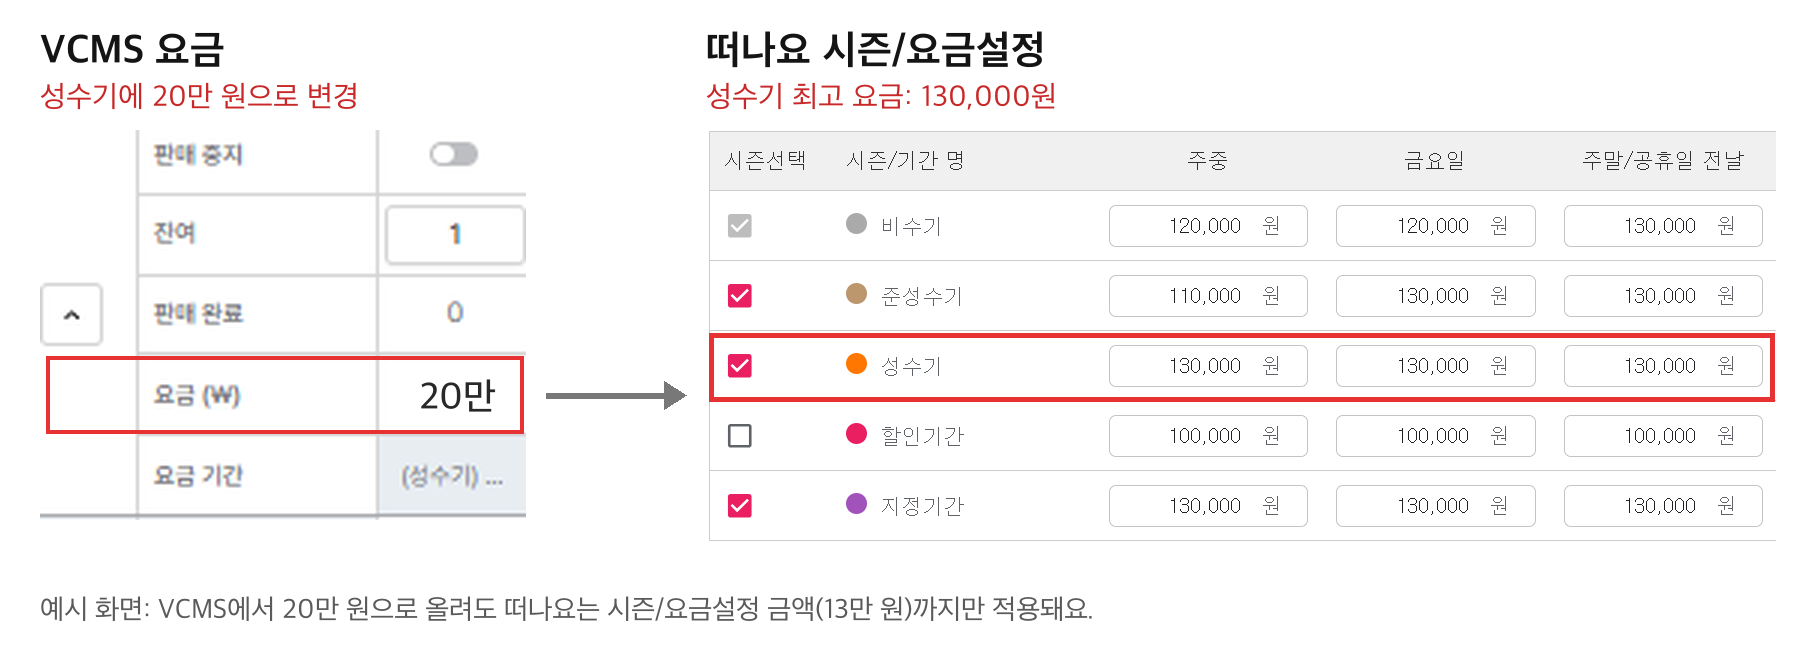 VCMS 요금
성수기에 20만 원으로 변경
판매 중지
잔여 1
판매 완료 0
요금 (₩) 20만
요금 기간 (성수기) ...
떠나요 시즌/요금설정
성수기 최고 요금: 130,000원
시즌선택 시즌/기간 명 주중 금요일 주말/공휴일 전날
비수기 120,000 원 120,000 원 130,000 원
준성수기 110,000 원 130,000 원 130,000 원
성수기 130,000 원 130,000 원 130,000 원
할인기간 100,000 원 100,000 원 100,000 원
지정기간 130,000 원 130,000 원 130,000 원
예시 화면: VCMS에서 20만 원으로 올려도 떠나요는 시즌/요금설정 금액(13만 원)까지만 적용돼요.